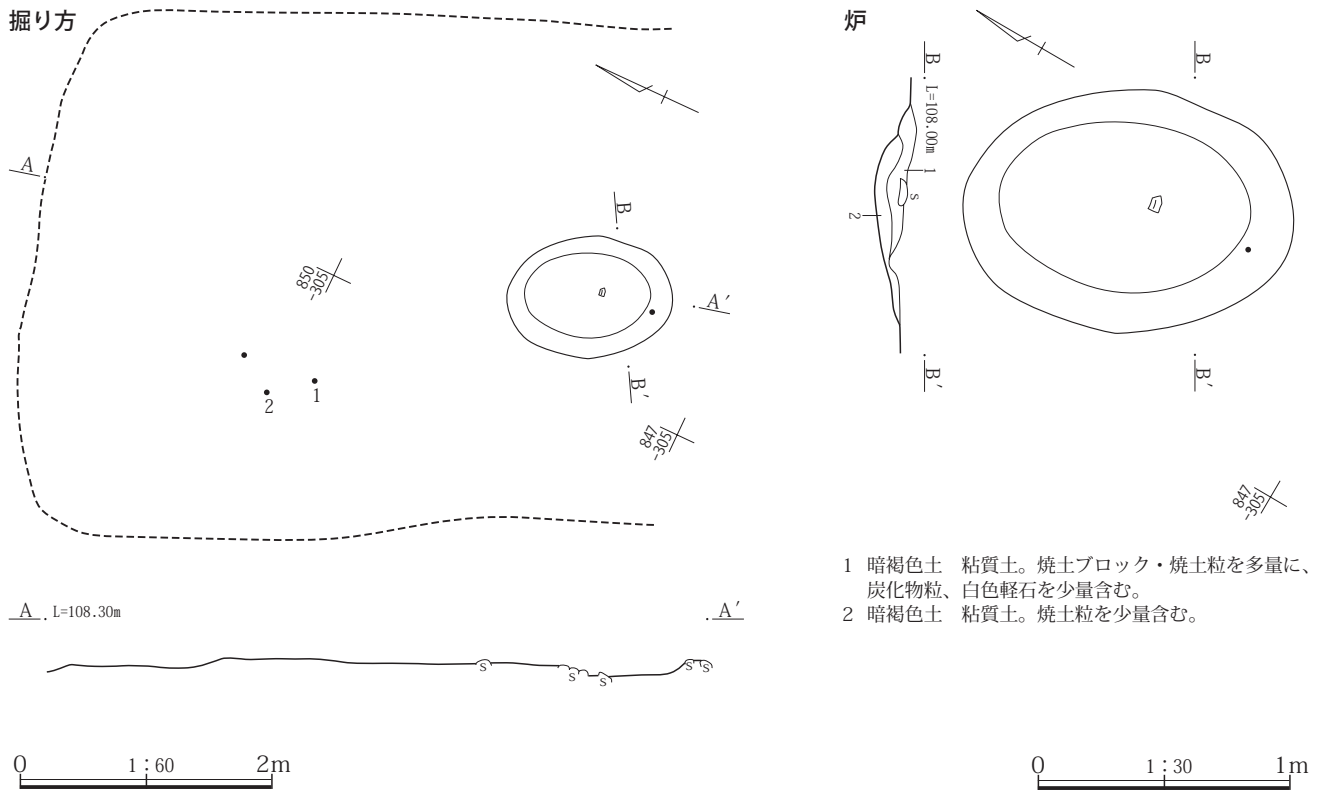 掘り方
A
850
-305
B
A′
B′
2
1
847
-305
A
L=108.30m
A′
S
S
S
S
S
0
1：60
2m
炉
B
L=108.00m
1
S
2
B′
B
B′
847
-305
1 暗褐色土　粘質土。焼土ブロック・焼土粒を多量に、
炭化物粒、白色軽石を少量含む。
2 暗褐色土　粘質土。焼土粒を少量含む。
0
1：30
1m